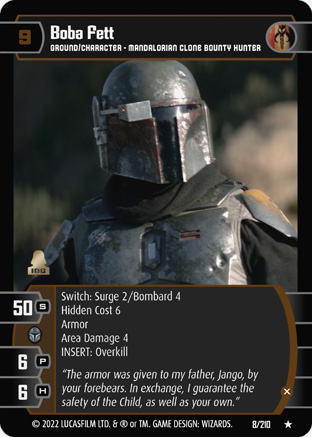 9
Boba Fett
GROUND/CHARACTER - MANDALORIAN CLONE BOUNTY HUNTER
50 S
6 P
6 H
Switch: Surge 2/Bombard 4
Hidden Cost 6
Armor
Area Damage 4
INSERT: Overkill
"The armor was given to my father, Jango, by
your forebears. In exchange, I guarantee the
safety of the Child, as well as your own."
© 2022 LUCASFILM LTD. & ® or TM. GAME DESIGN: WIZARDS. 8/210